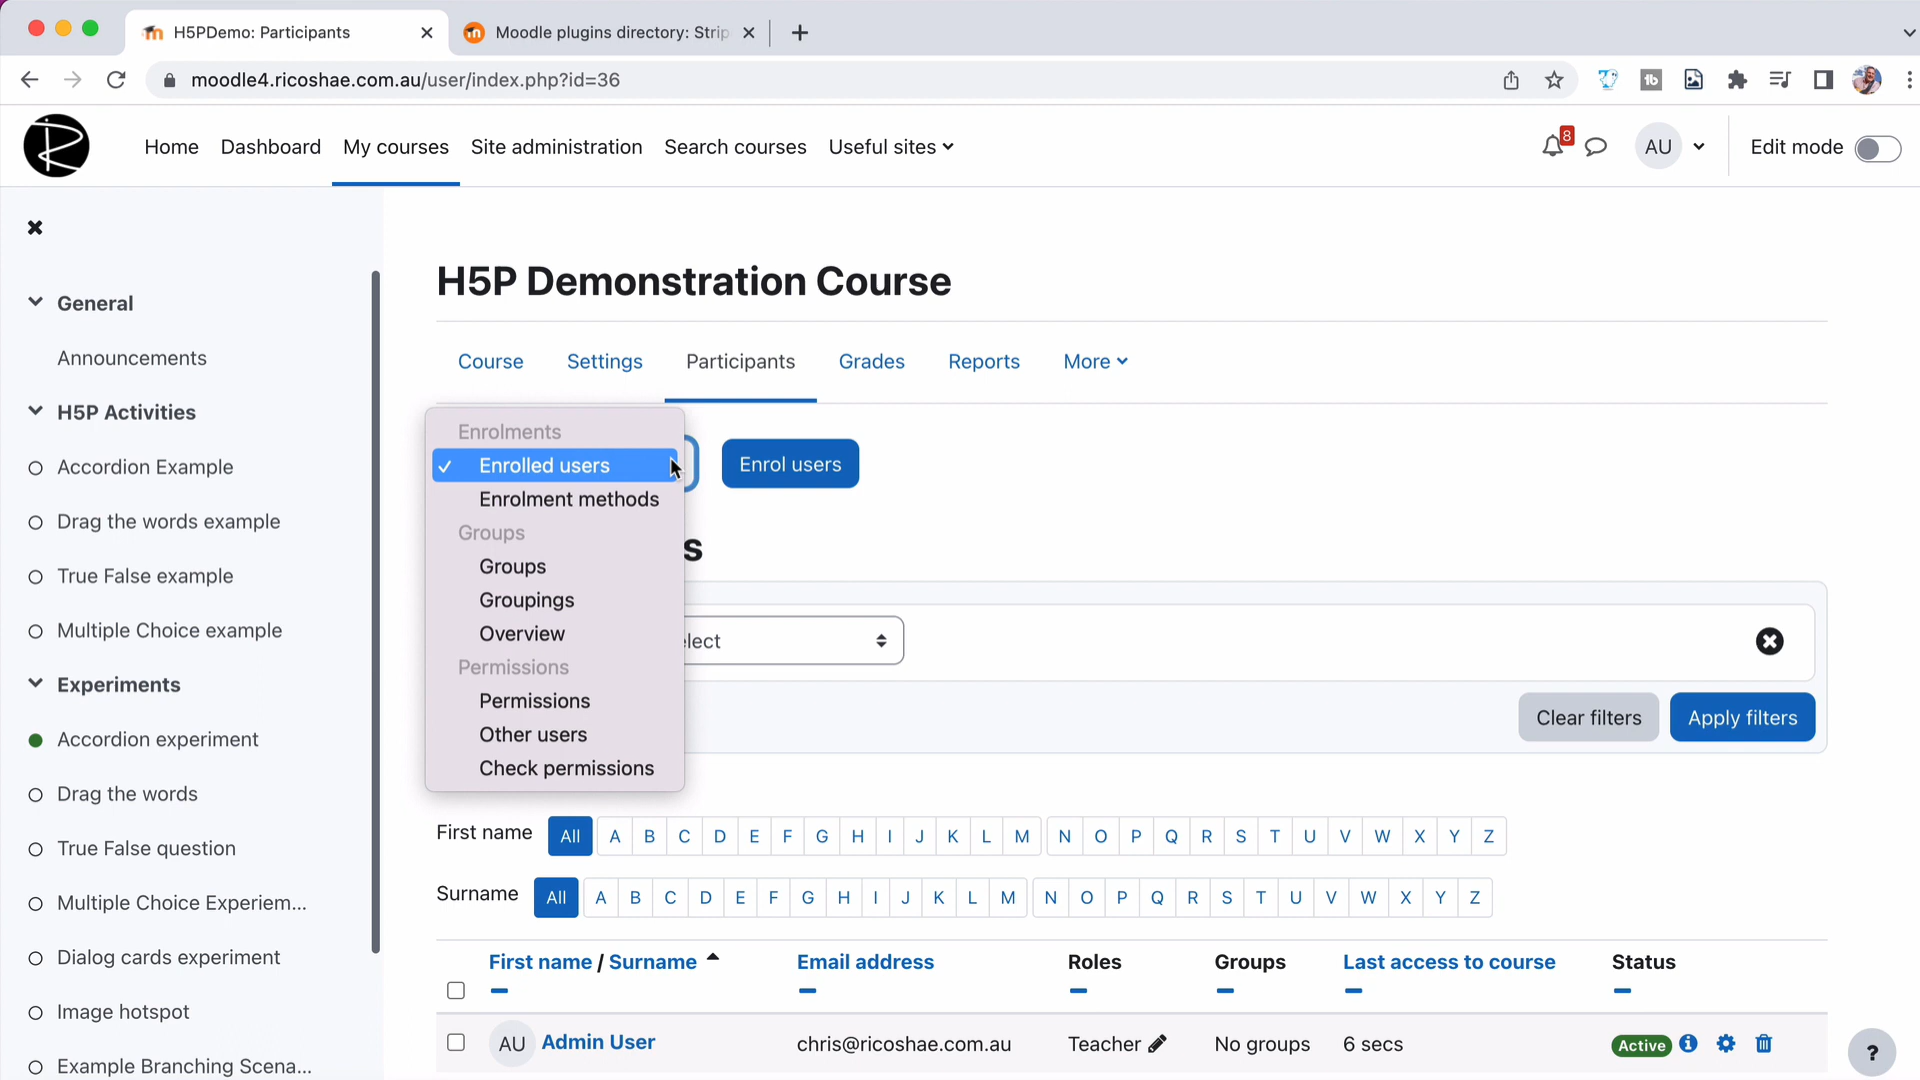 H5PDemo: Participants
Moodle plugins directory: Strip
moodle4.ricoshae.com.au/user/index.php?id=36
Home Dashboard My courses Site administration Search courses Useful sites
8
AU
Edit mode
General
Announcements
H5P Activities
Accordion Example
Drag the words example
True False example
Multiple Choice example
Experiments
Accordion experiment
Drag the words
True False question
Multiple Choice Experiem...
Dialog cards experiment
Image hotspot
Example Branching Scena...
H5P Demonstration Course
Course Settings Participants Grades Reports More
Enrolments
Enrolled users
Enrolment methods
Groups
Groups
Groupings
Overview
Permissions
Permissions
Other users
Check permissions
Enrol users
s
lect
Clear filters Apply filters
First name All A B C D E F G H I J K L M N O P Q R S T U V W X Y Z
Surname All A B C D E F G H I J K L M N O P Q R S T U V W X Y Z
First name / Surname Email address Roles Groups Last access to course Status
AU Admin User chris@ricoshae.com.au Teacher No groups 6 secs Active
?